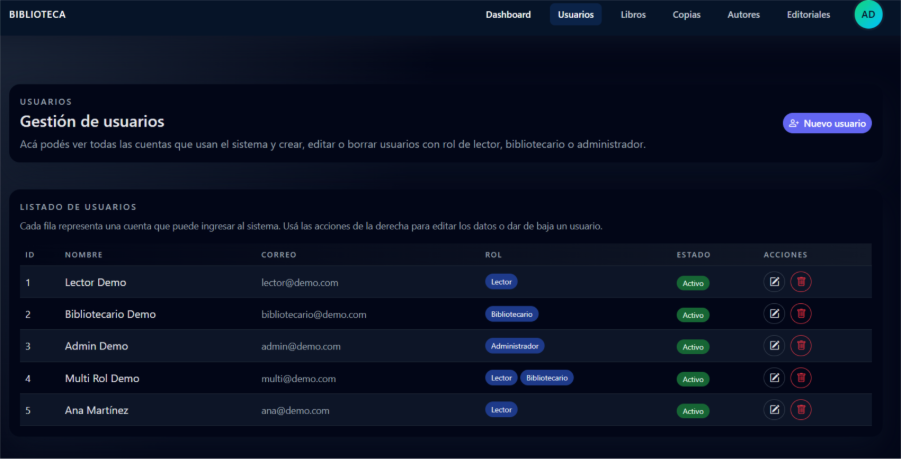 BIBLIOTECA Dashboard Usuarios Libros Copias Autores Editoriales AD
USUARIOS
Gestión de usuarios
Nuevo usuario
Acá podés ver todas las cuentas que usan el sistema y crear, editar o borrar usuarios con rol de lector, bibliotecario o administrador.
LISTADO DE USUARIOS
Cada fila representa una cuenta que puede ingresar al sistema. Usá las acciones de la derecha para editar los datos o dar de baja un usuario.
ID NOMBRE CORREO ROL ESTADO ACCIONES
1 Lector Demo lector@demo.com Lector Activo
2 Bibliotecario Demo bibliotecario@demo.com Bibliotecario Activo
3 Admin Demo admin@demo.com Administrador Activo
4 Multi Rol Demo multi@demo.com Lector Bibliotecario Activo
5 Ana Martínez ana@demo.com Lector Activo